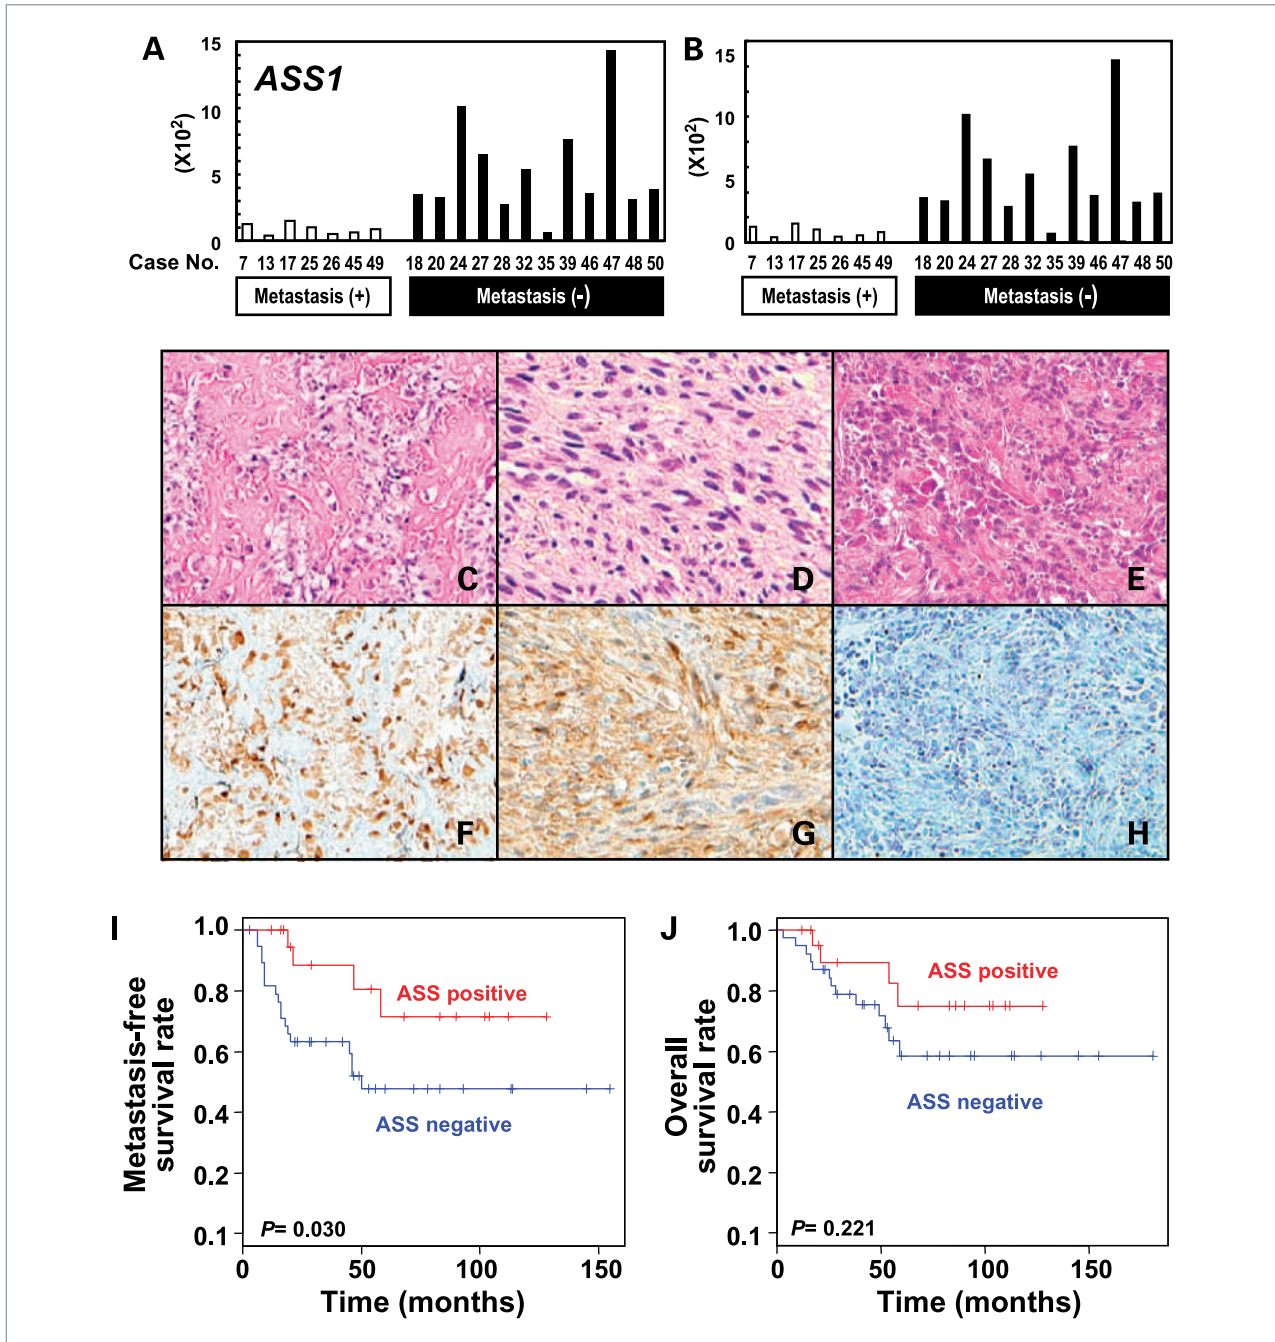 A
ASS1
15
10
5
0
(X10²)
Case No.
7 13 17 25 26 45 49 18 20 24 27 28 32 35 39 46 47 48 50
Metastasis (+)
Metastasis (-)
B
15
10
5
0
(X10²)
7 13 17 25 26 45 49 18 20 24 27 28 32 35 39 46 47 48 50
Metastasis (+)
Metastasis (-)
C
D
E
F
G
H
I
1.0
0.8
0.6
0.4
0.2
0.1
Metastasis-free
survival rate
ASS positive
ASS negative
P= 0.030
0 50 100 150
Time (months)
J
1.0
0.8
0.6
0.4
0.2
0.1
Overall
survival rate
ASS positive
ASS negative
P= 0.221
0 50 100 150
Time (months)